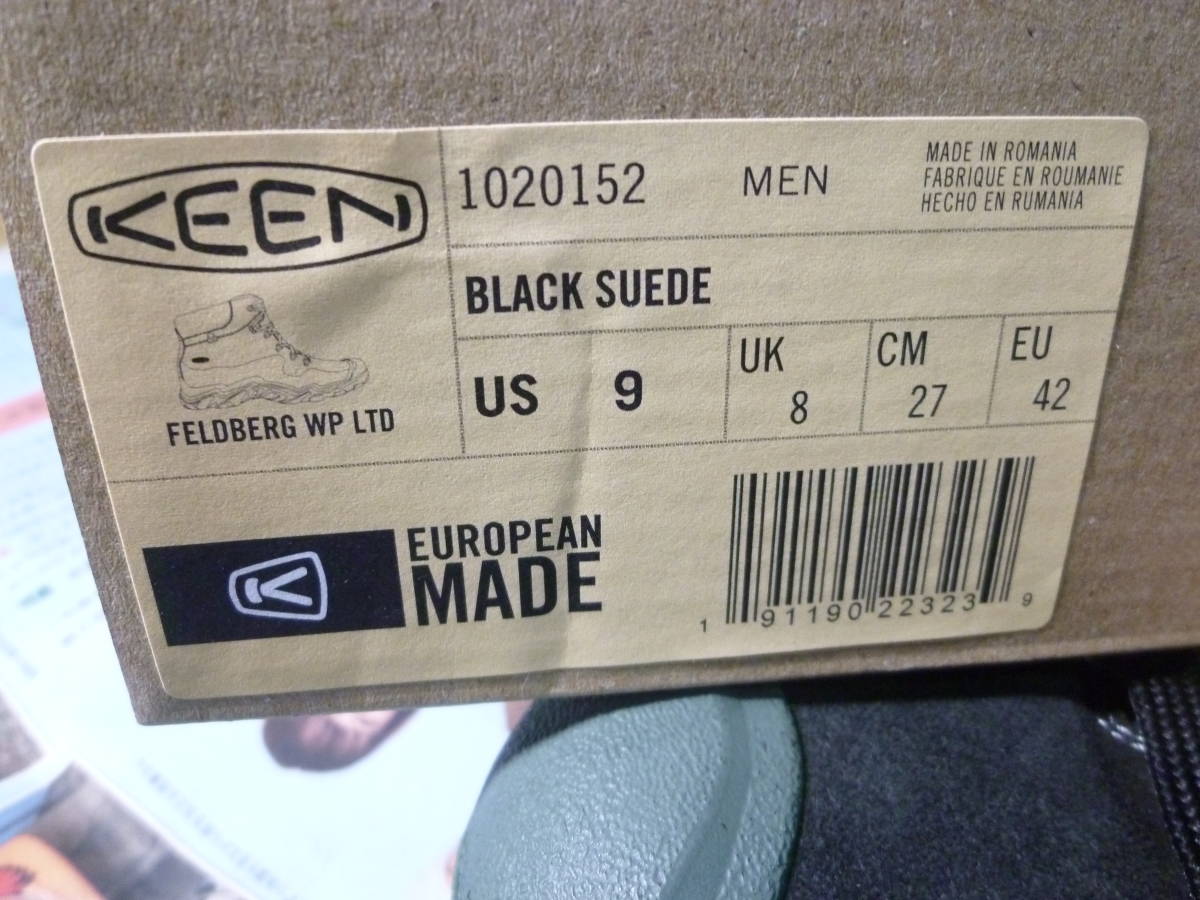 KEEN
1020152
MEN
MADE IN ROMANIA
FABRIQUE EN ROUMANIE
HECHO EN RUMANIA
BLACK SUEDE
FELDBERG WP LTD
US 9
UK 8
CM 27
EU 42
EUROPEAN
MADE
1 91190 22323 9